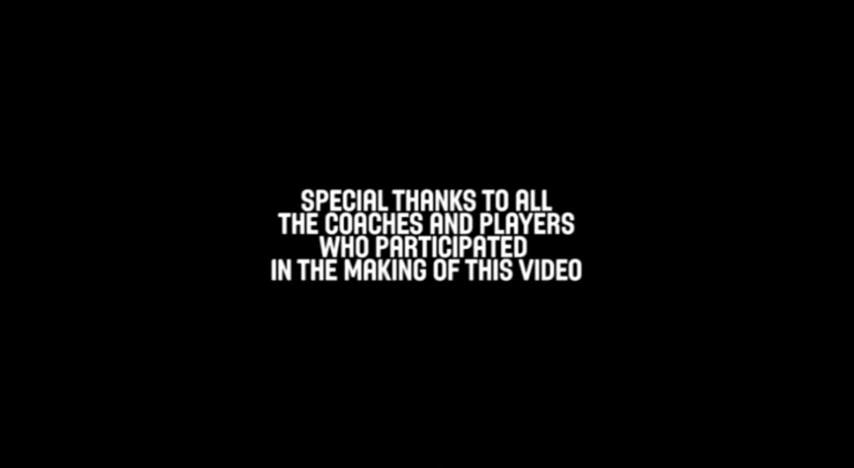 SPECIAL THANKS TO ALL
THE COACHES AND PLAYERS
WHO PARTICIPATED
IN THE MAKING OF THIS VIDEO